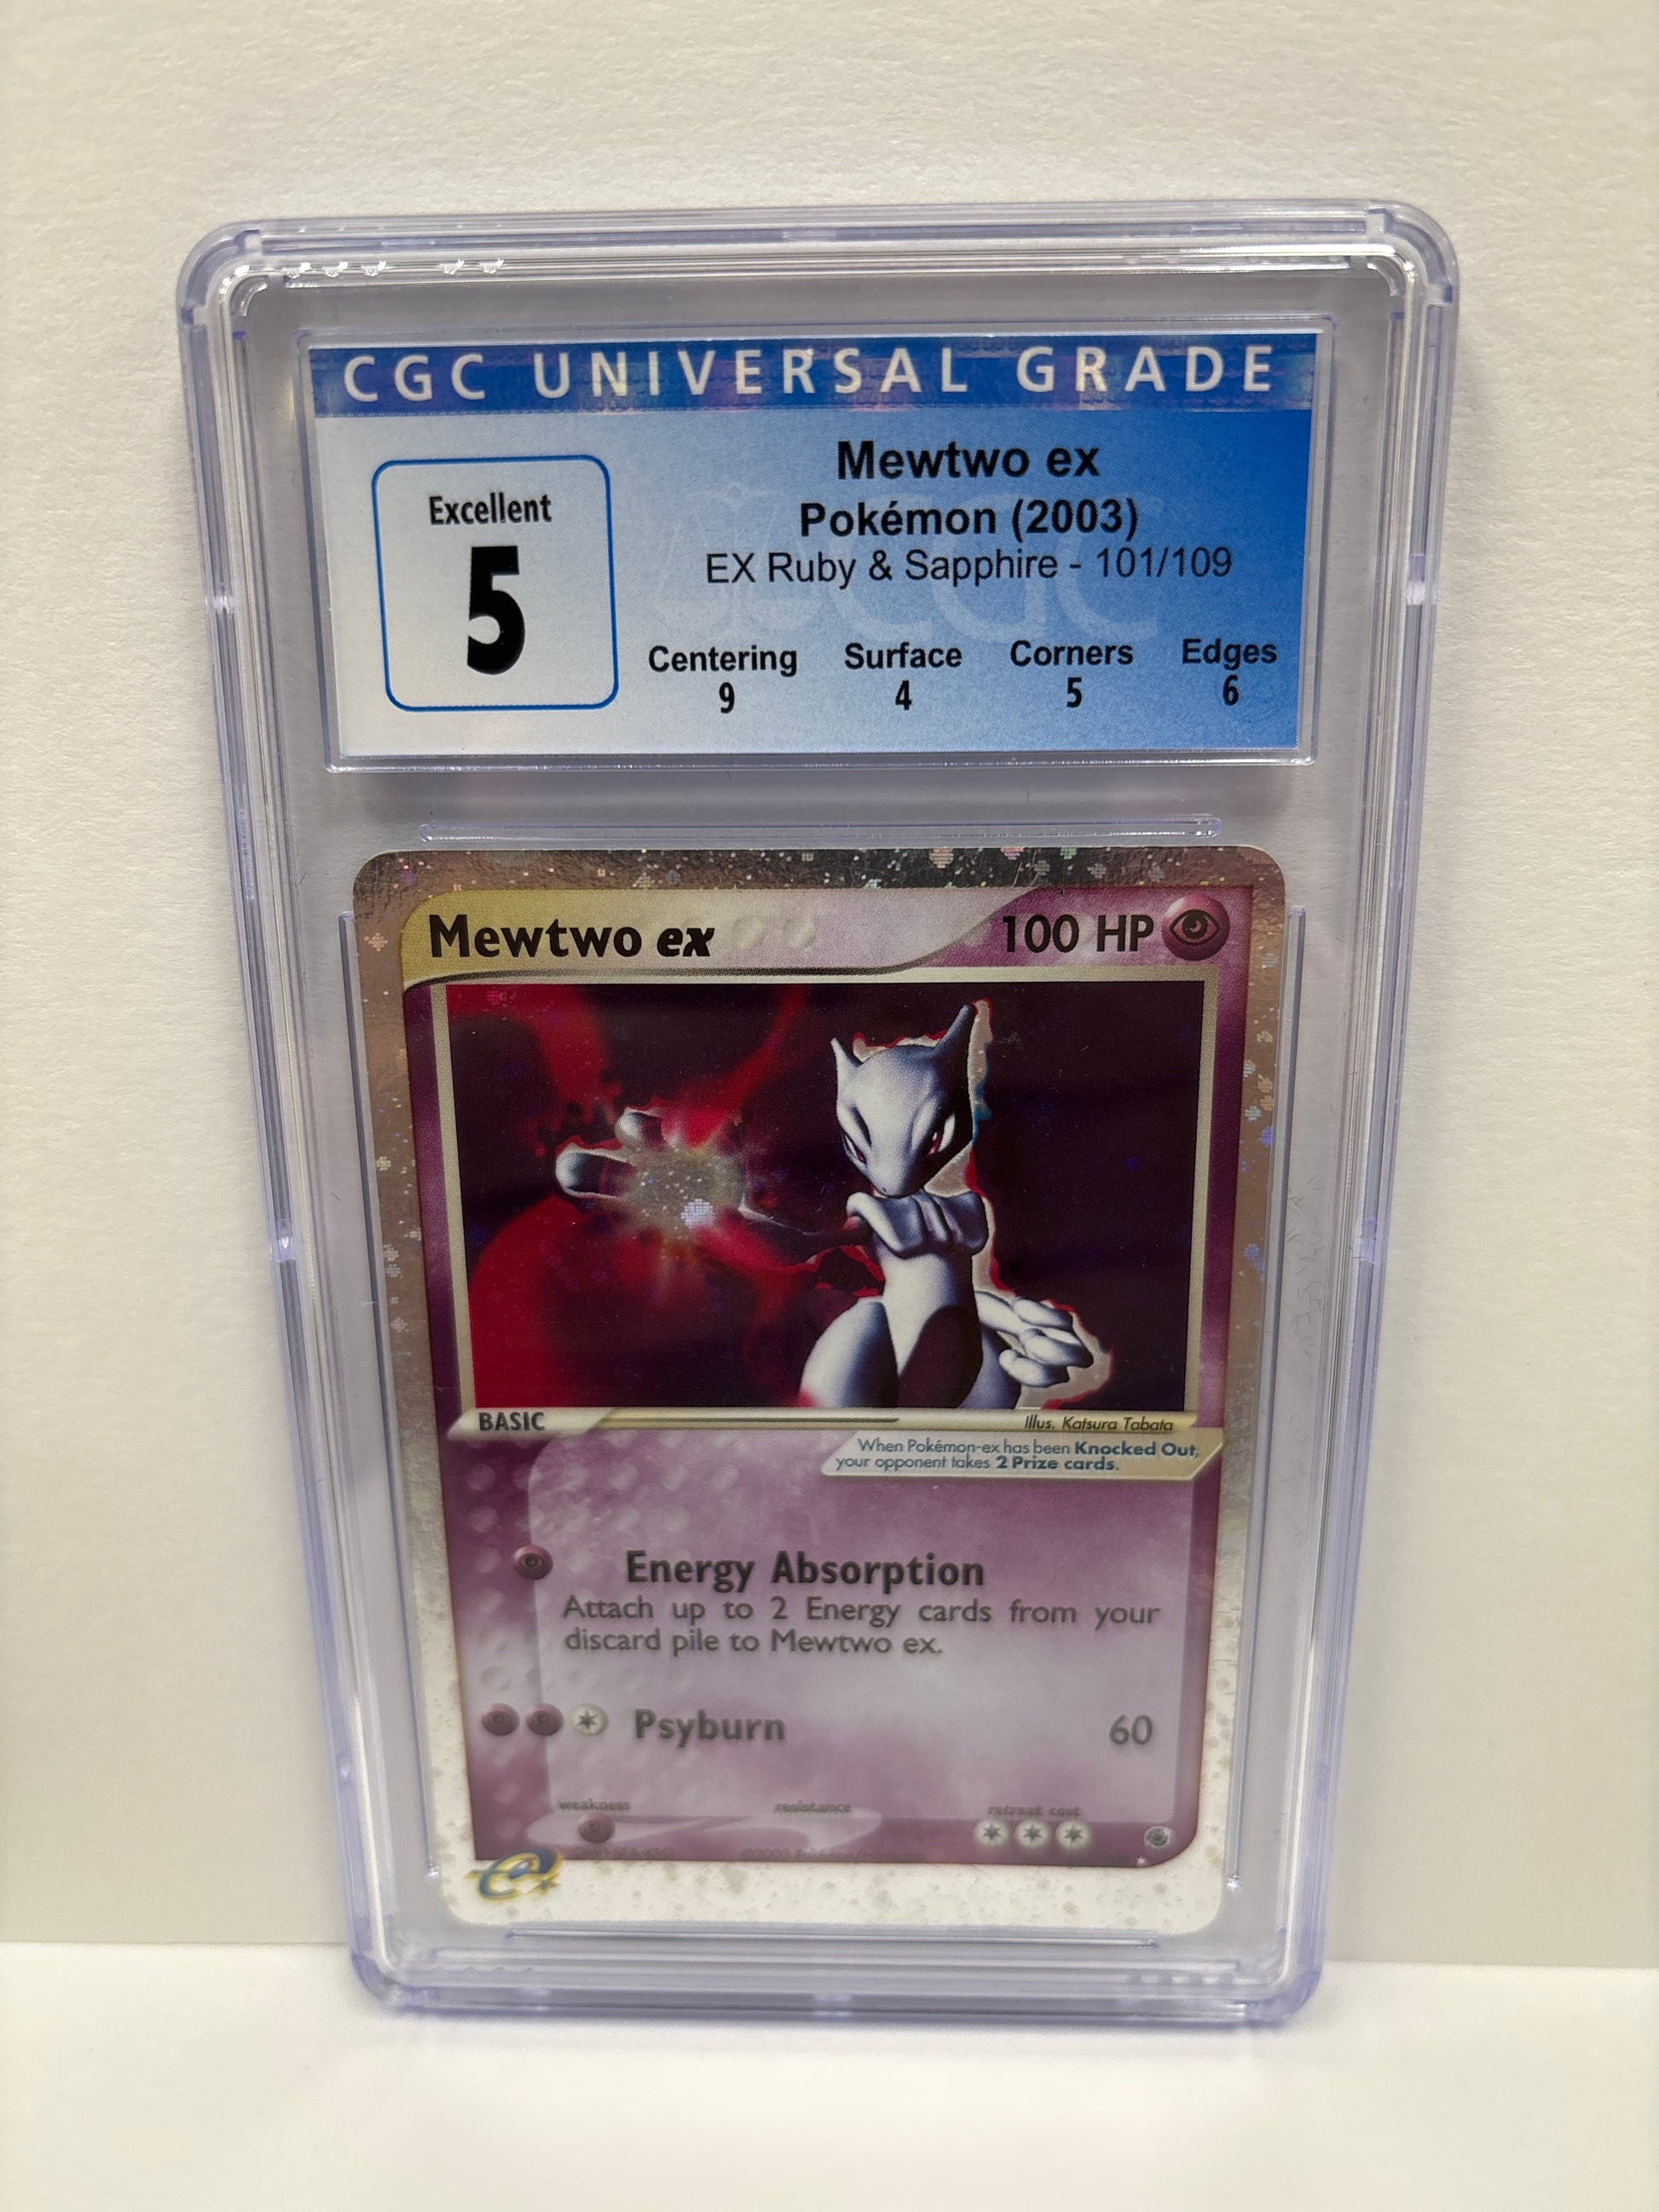 CGC UNIVERSAL GRADE
Excellent
5
Mewtwo ex
Pokémon (2003)
EX Ruby & Sapphire - 101/109
Centering Surface Corners Edges
9 4 5 6
Mewtwo ex 100 HP
BASIC Illus. Katsura Tabata
When Pokémon-ex has been Knocked Out,
your opponent takes 2 Prize cards.
Energy Absorption
Attach up to 2 Energy cards from your
discard pile to Mewtwo ex.
Psyburn 60
weakness resistance retreat cost